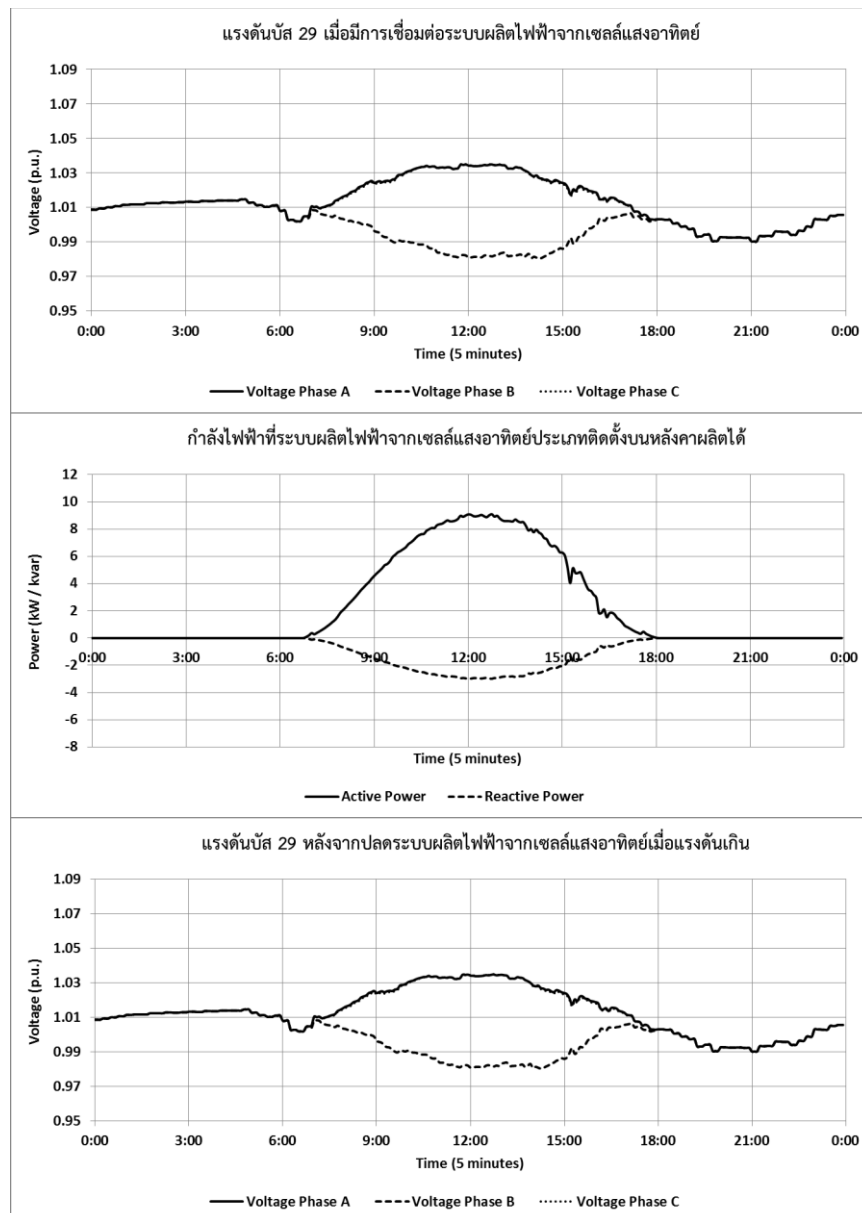 แรงดันบัส 29 เมื่อมีการเชื่อมต่อระบบผลิตไฟฟ้าจากเซลล์แสงอาทิตย์
Voltage (p.u.)
1.09
1.07
1.05
1.03
1.01
0.99
0.97
0.95
0:00 3:00 6:00 9:00 12:00 15:00 18:00 21:00 0:00
Time (5 minutes)
Voltage Phase A Voltage Phase B Voltage Phase C
กำลังไฟฟ้าที่ระบบผลิตไฟฟ้าจากเซลล์แสงอาทิตย์ประเภทติดตั้งบนหลังคาผลิตได้
Power (kW / kvar)
12
10
8
6
4
2
0
-2
-4
-6
-8
0:00 3:00 6:00 9:00 12:00 15:00 18:00 21:00 0:00
Time (5 minutes)
Active Power Reactive Power
แรงดันบัส 29 หลังจากปลดระบบผลิตไฟฟ้าจากเซลล์แสงอาทิตย์เมื่อแรงดันเกิน
Voltage (p.u.)
1.09
1.07
1.05
1.03
1.01
0.99
0.97
0.95
0:00 3:00 6:00 9:00 12:00 15:00 18:00 21:00 0:00
Time (5 minutes)
Voltage Phase A Voltage Phase B Voltage Phase C